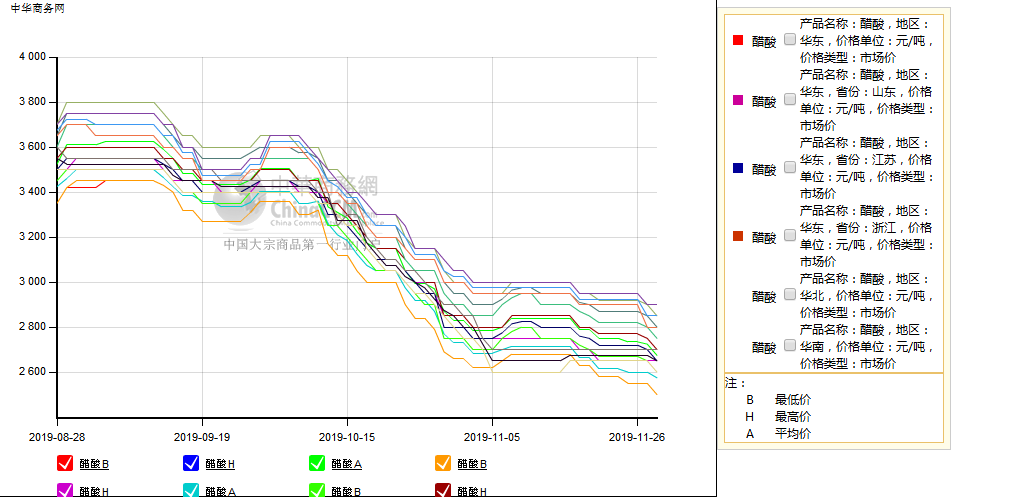 中华商务网
4 000
3 800
3 600
3 400
3 200
3 000
2 800
2 600
中华商务網
China
China Commodity
中国大宗商品第一行业门户
2019-08-28
2019-09-19
2019-10-15
2019-11-05
2019-11-26
醋酸B
醋酸H
醋酸A
醋酸B
醋酸H
醋酸A
醋酸B
醋酸H
醋酸
产品名称：醋酸，地区：
华东，价格单位：元/吨，
价格类型：市场价
醋酸
产品名称：醋酸，地区：
华东，省份：山东，价格
单位：元/吨，价格类型：
市场价
醋酸
产品名称：醋酸，地区：
华东，省份：江苏，价格
单位：元/吨，价格类型：
市场价
醋酸
产品名称：醋酸，地区：
华东，省份：浙江，价格
单位：元/吨，价格类型：
市场价
醋酸
产品名称：醋酸，地区：
华北，价格单位：元/吨，
价格类型：市场价
醋酸
产品名称：醋酸，地区：
华南，价格单位：元/吨，
价格类型：市场价
注：
B 最低价
H 最高价
A 平均价